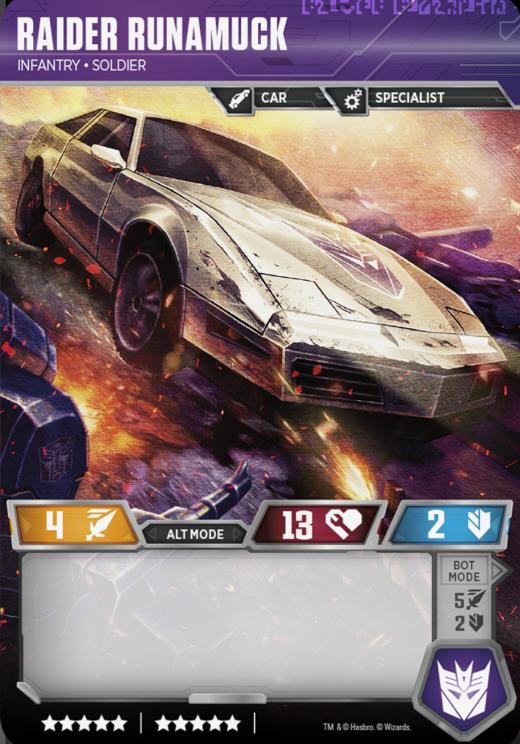 RAIDER RUNAMUCK
INFANTRY • SOLDIER
CAR
SPECIALIST
4
ALT MODE
13
2
BOT
MODE
5
2
TM & © Hasbro. © Wizards.